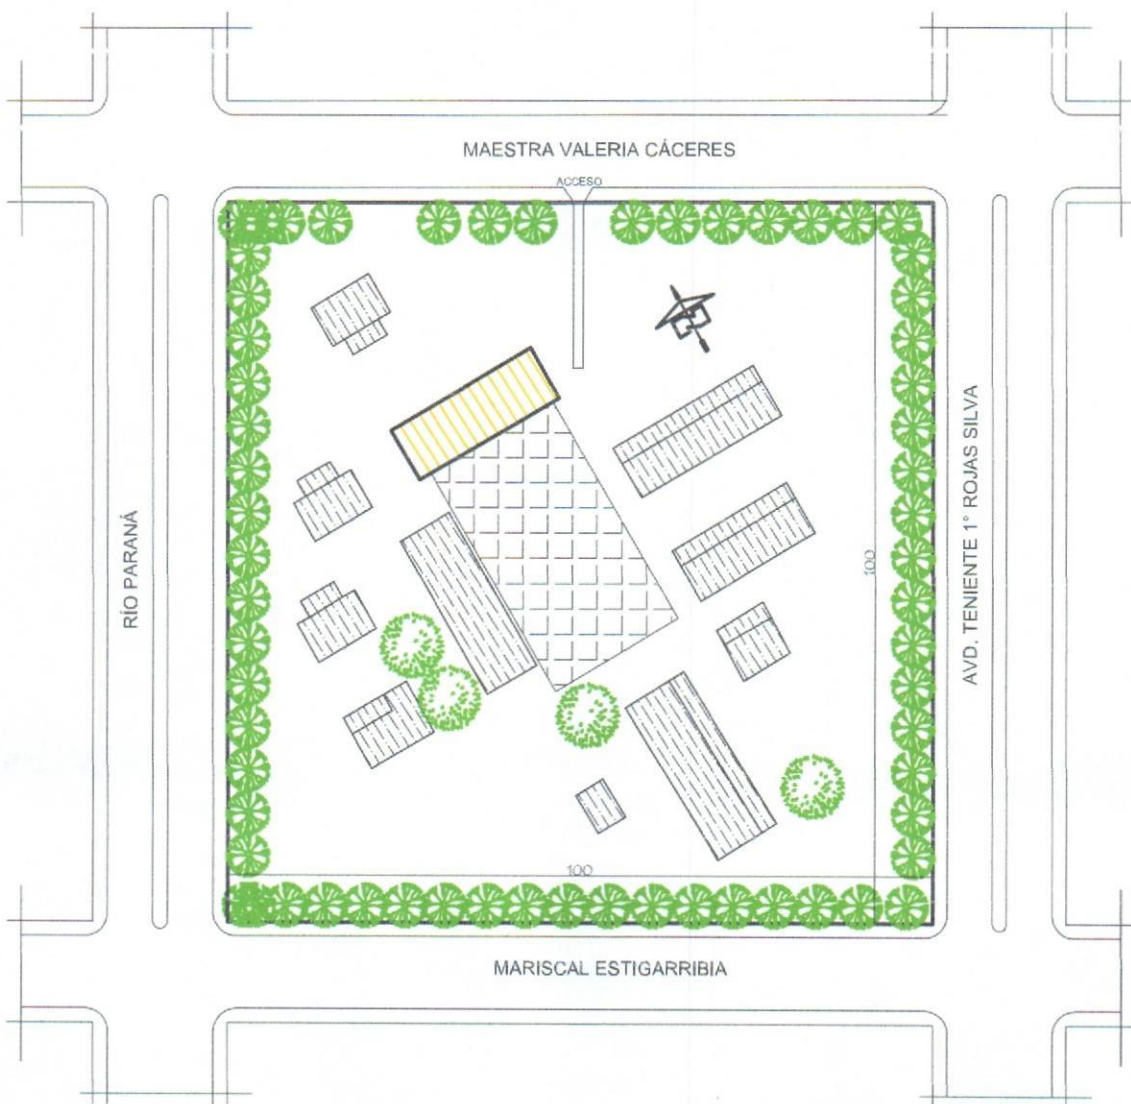 MAESTRA VALERIA CÁCERES
ACCESO
RÍO PARANÁ
AVD. TENIENTE 1° ROJAS SILVA
100
100
MARISCAL ESTIGARRIBIA